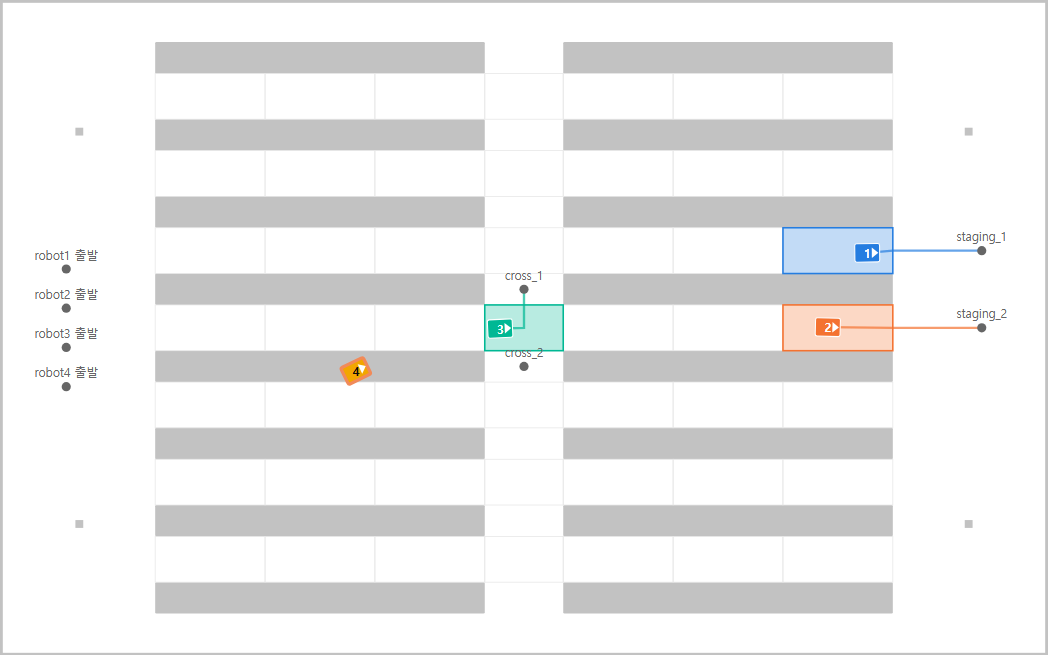 staging_1
robot1 출발
1
cross_1
robot2 출발
staging_2
3
2
robot3 출발
cross_2
robot4 출발
4